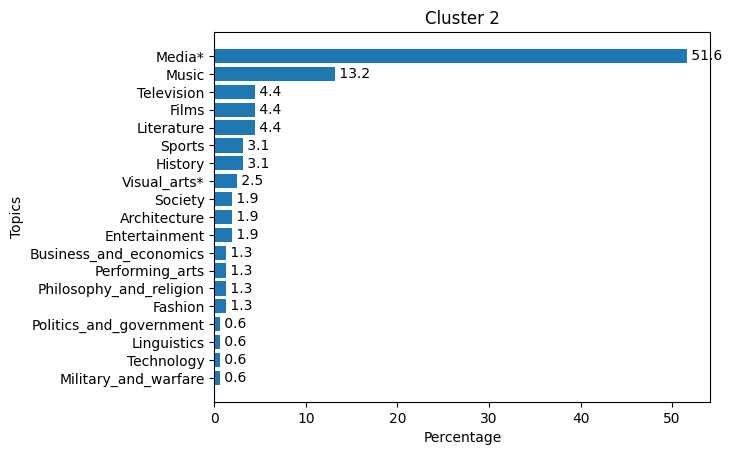 Cluster 2
Topics
Media* 51.6
Music 13.2
Television 4.4
Films 4.4
Literature 4.4
Sports 3.1
History 3.1
Visual_arts* 2.5
Society 1.9
Architecture 1.9
Entertainment 1.9
Business_and_economics 1.3
Performing_arts 1.3
Philosophy_and_religion 1.3
Fashion 1.3
Politics_and_government 0.6
Linguistics 0.6
Technology 0.6
Military_and_warfare 0.6
0 10 20 30 40 50
Percentage